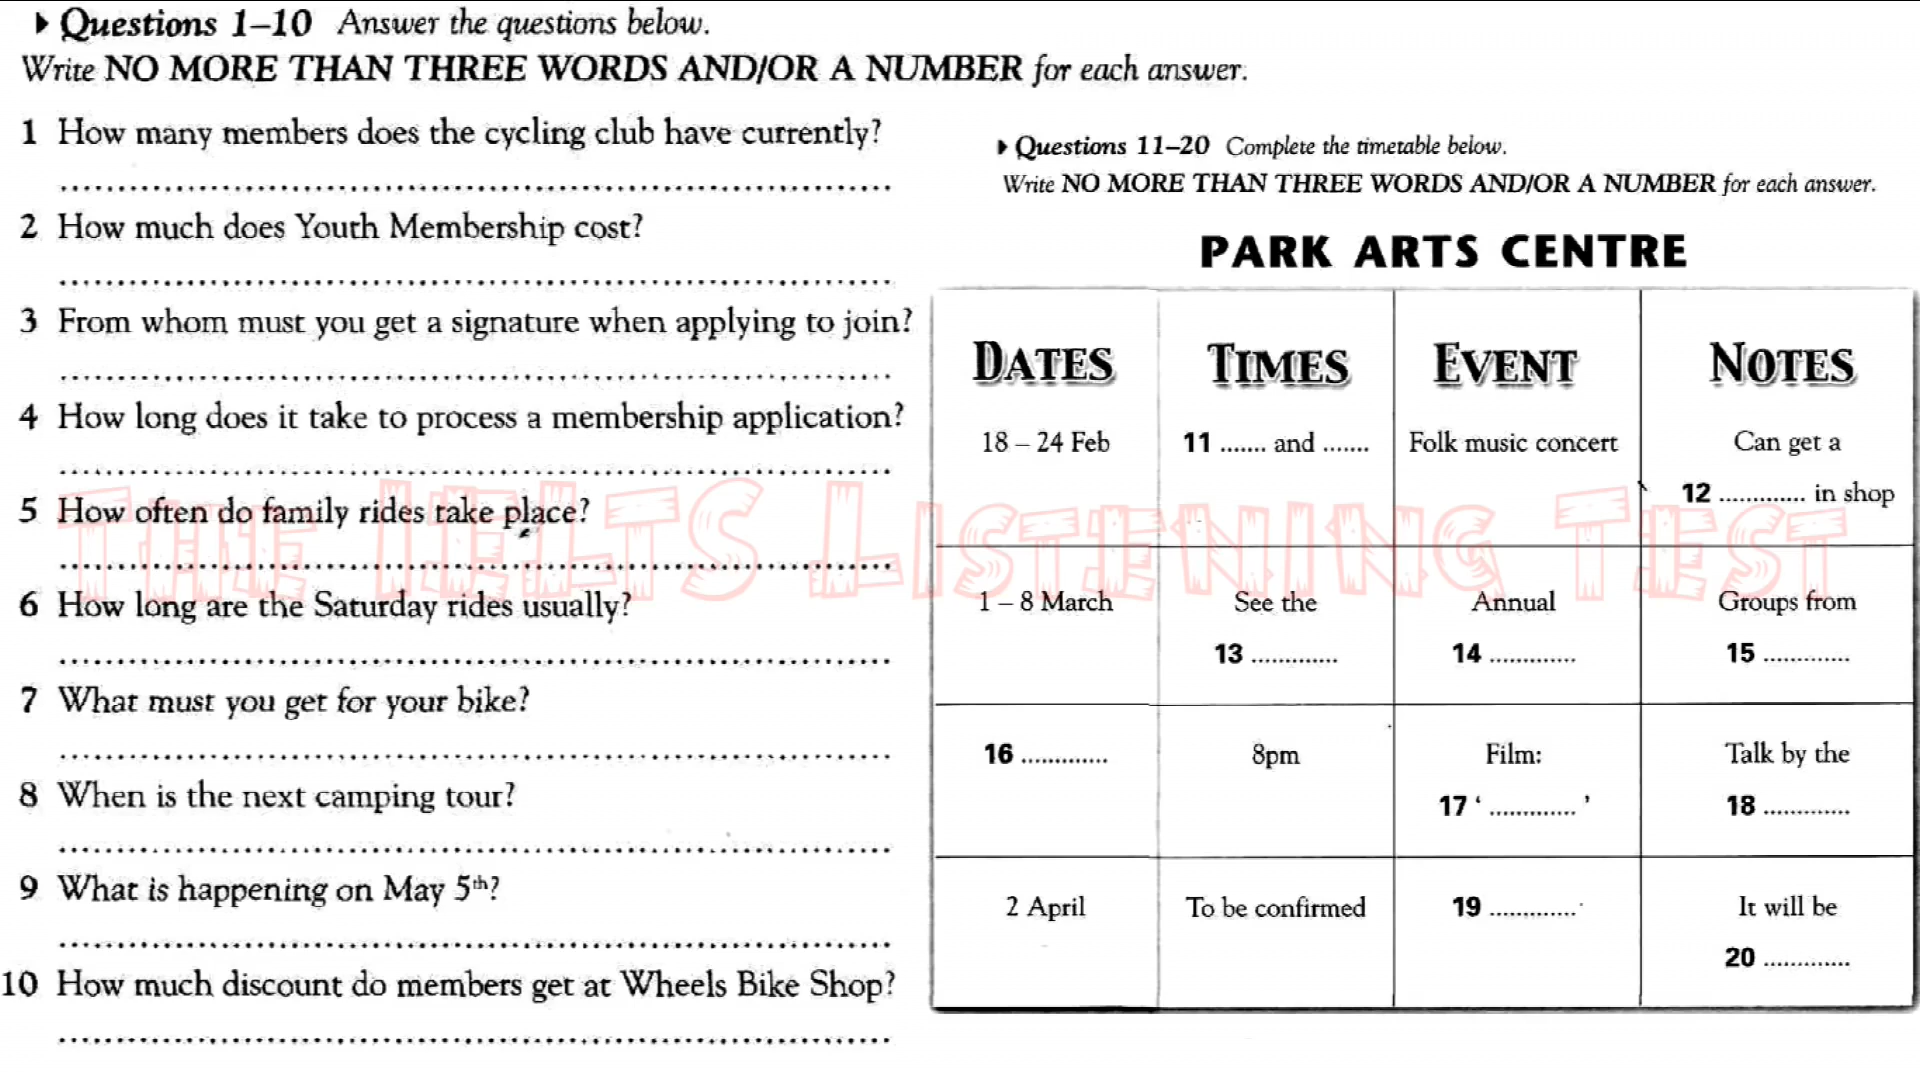 ▶ Questions 1–10 Answer the questions below.
Write NO MORE THAN THREE WORDS AND/OR A NUMBER for each answer.
1 How many members does the cycling club have currently?
2 How much does Youth Membership cost?
3 From whom must you get a signature when applying to join?
4 How long does it take to process a membership application?
5 How often do family rides take place?
6 How long are the Saturday rides usually?
7 What must you get for your bike?
8 When is the next camping tour?
9 What is happening on May 5th?
10 How much discount do members get at Wheels Bike Shop?
▶ Questions 11–20 Complete the timetable below.
Write NO MORE THAN THREE WORDS AND/OR A NUMBER for each answer.
PARK ARTS CENTRE
DATES TIMES EVENT NOTES
18 – 24 Feb 11 ....... and ....... Folk music concert Can get a
12 ............. in shop
1 – 8 March See the Annual Groups from
13 ............. 14 ............. 15 .............
16 ............. 8pm Film: Talk by the
17 ‘ ............. ’ 18 .............
2 April To be confirmed 19 ............. It will be
20 .............
THE IELTS LISTENING TEST